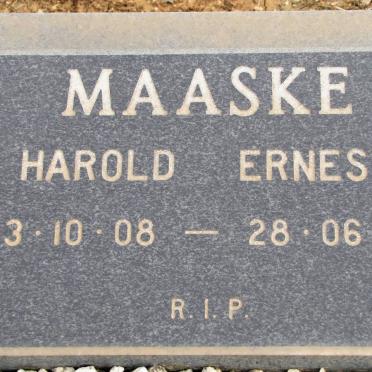 MAASKE
HAROLD ERNES
3·10·08 — 28·06
R.I.P.